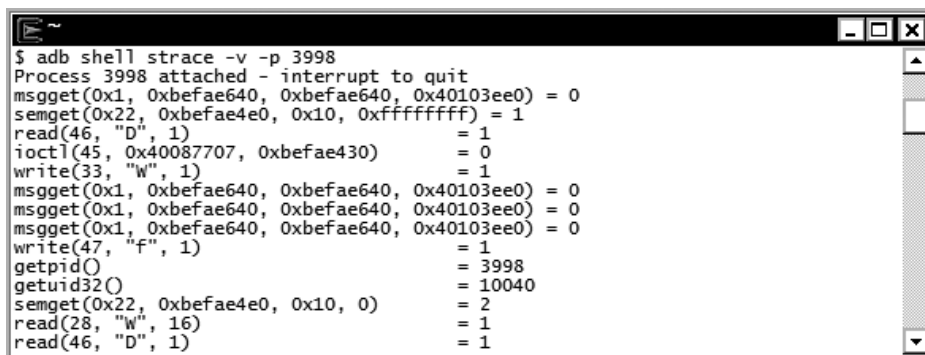 ~
$ adb shell strace -v -p 3998
Process 3998 attached - interrupt to quit
msgget(0x1, 0xbefae640, 0xbefae640, 0x40103ee0) = 0
semget(0x22, 0xbefae4e0, 0x10, 0xffffffff) = 1
read(46, "D", 1)                        = 1
ioctl(45, 0x40087707, 0xbefae430)       = 0
write(33, "W", 1)                       = 1
msgget(0x1, 0xbefae640, 0xbefae640, 0x40103ee0) = 0
msgget(0x1, 0xbefae640, 0xbefae640, 0x40103ee0) = 0
msgget(0x1, 0xbefae640, 0xbefae640, 0x40103ee0) = 0
write(47, "f", 1)                       = 1
getpid()                                = 3998
getuid32()                              = 10040
semget(0x22, 0xbefae4e0, 0x10, 0)       = 2
read(28, "W", 16)                       = 1
read(46, "D", 1)                        = 1